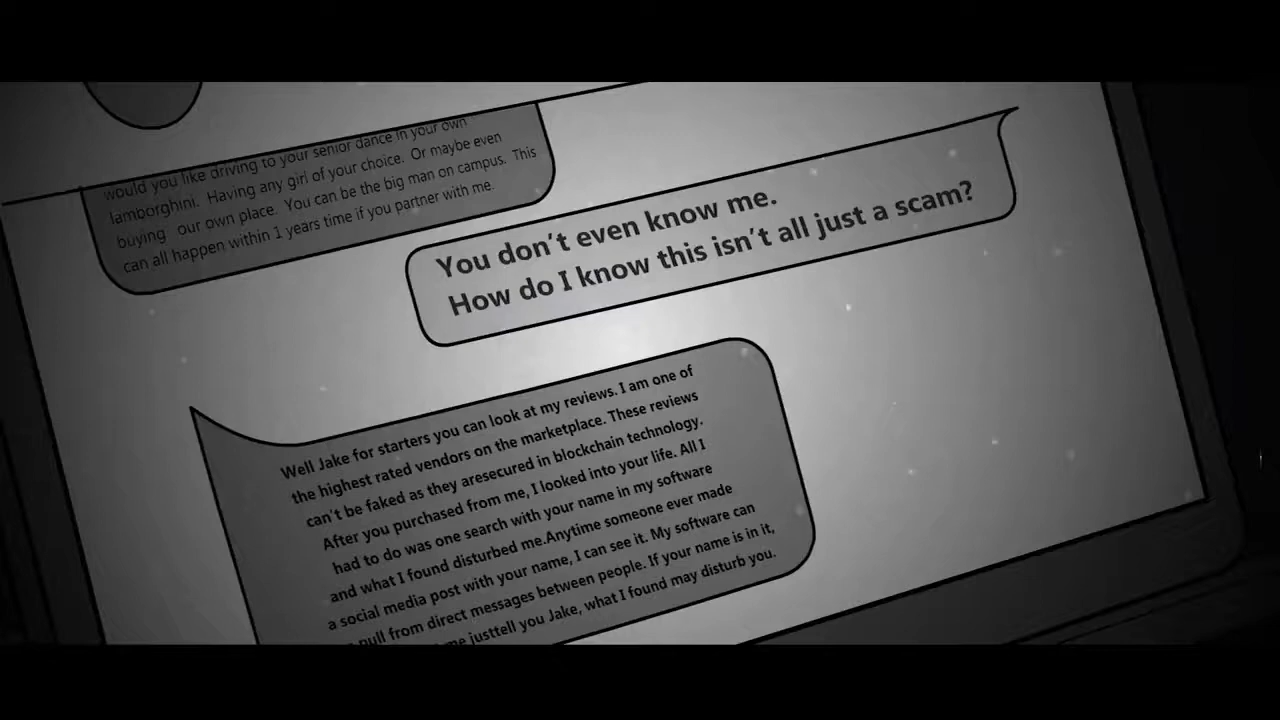 would you like driving to your senior dance in your own
lamborghini. Having any girl of your choice. Or maybe even
buying our own place. You can be the big man on campus. This
can all happen within 1 years time if you partner with me.
You don't even know me.
How do I know this isn't all just a scam?
Well Jake for starters you can look at my reviews. I am one of
the highest rated vendors on the marketplace. These reviews
can't be faked as they aresecured in blockchain technology.
After you purchased from me, I looked into your life. All I
had to do was one search with your name in my software
and what I found disturbed me.Anytime someone ever made
a social media post with your name, I can see it. My software can
pull from direct messages between people. If your name is in it,
me justtell you Jake, what I found may disturb you.